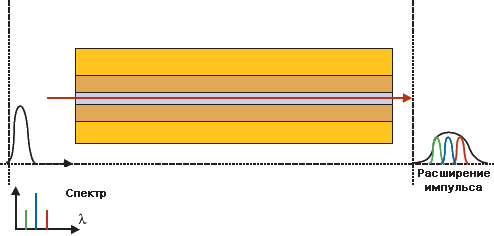 Спектр
λ
Расширение
импульса